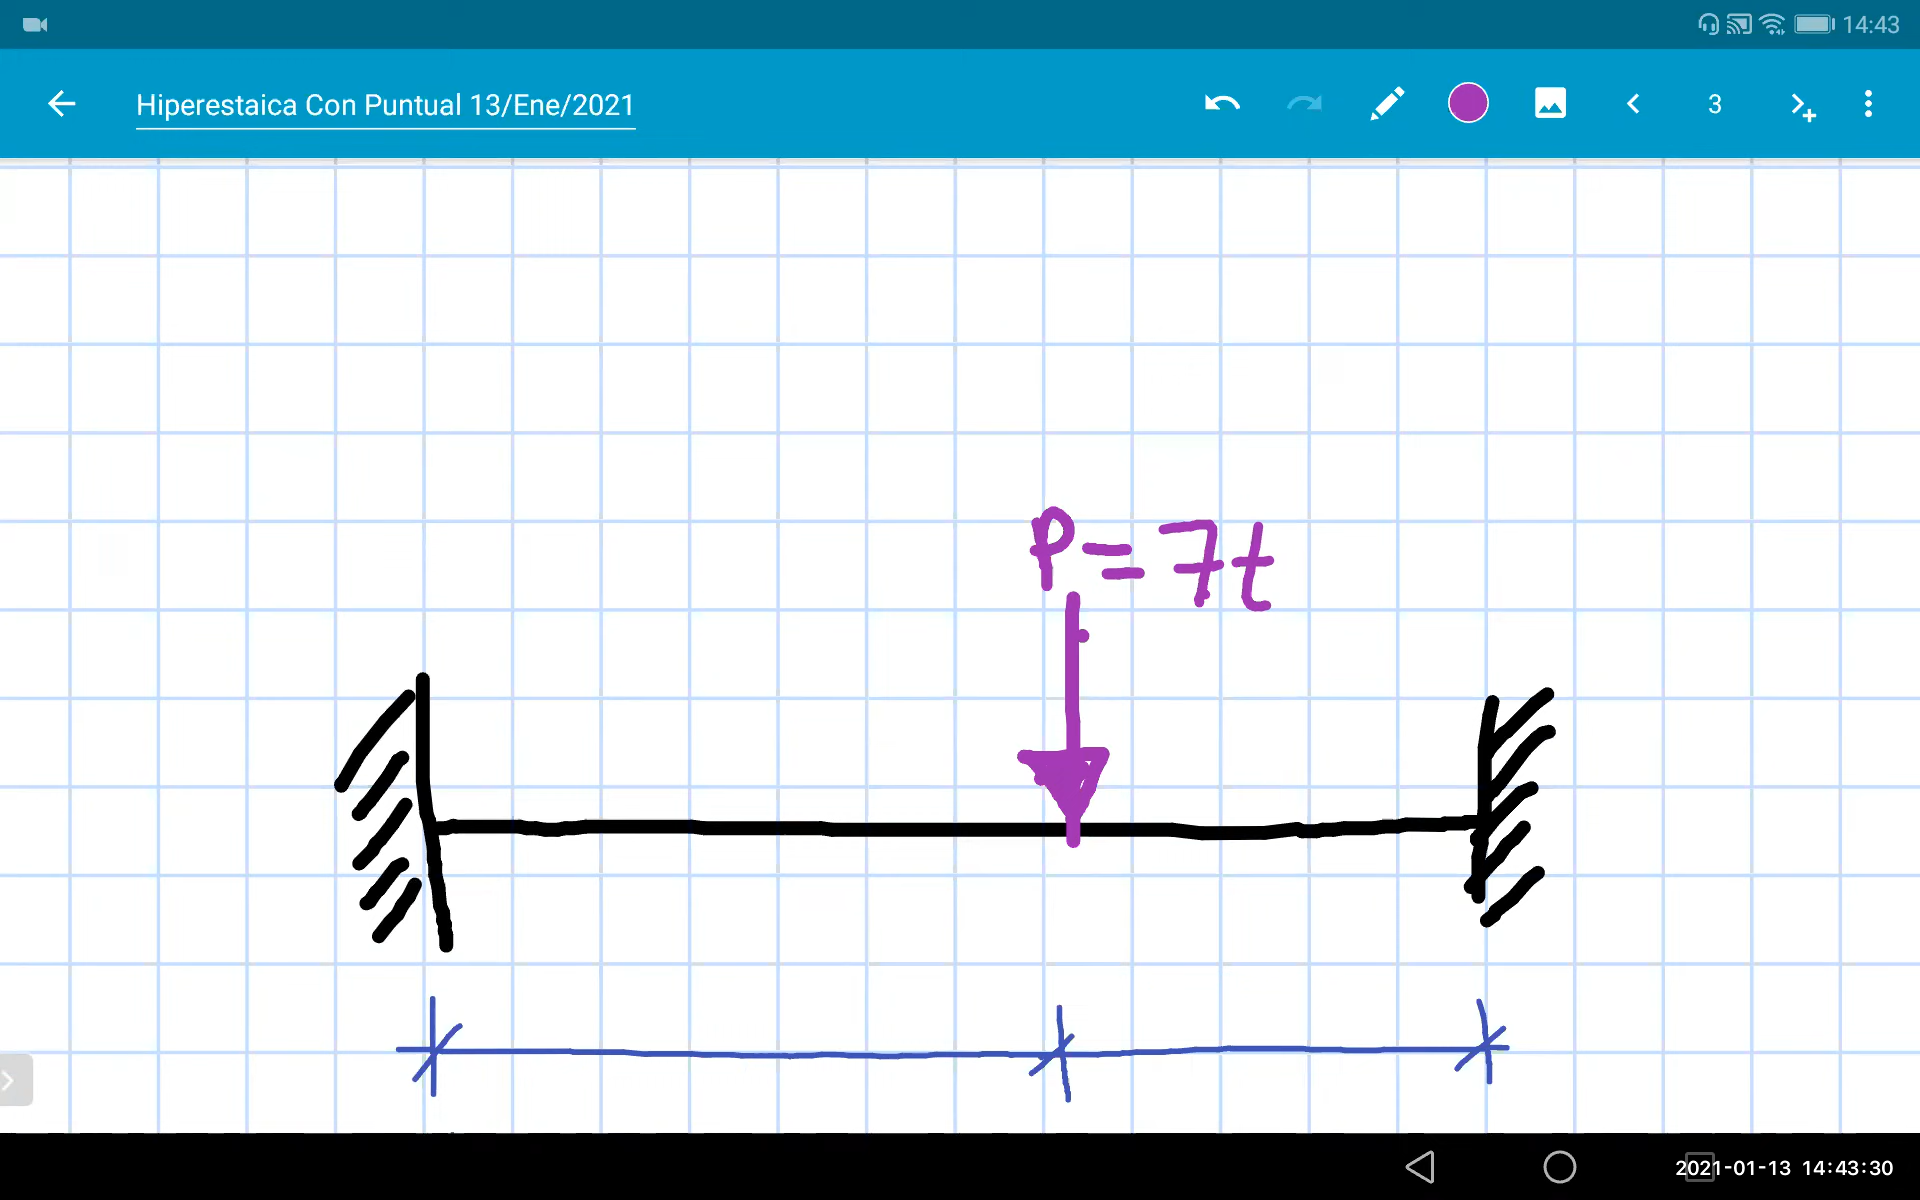 14:43
Hiperestaica Con Puntual 13/Ene/2021
3
P = 7t
2021-01-13 14:43:30